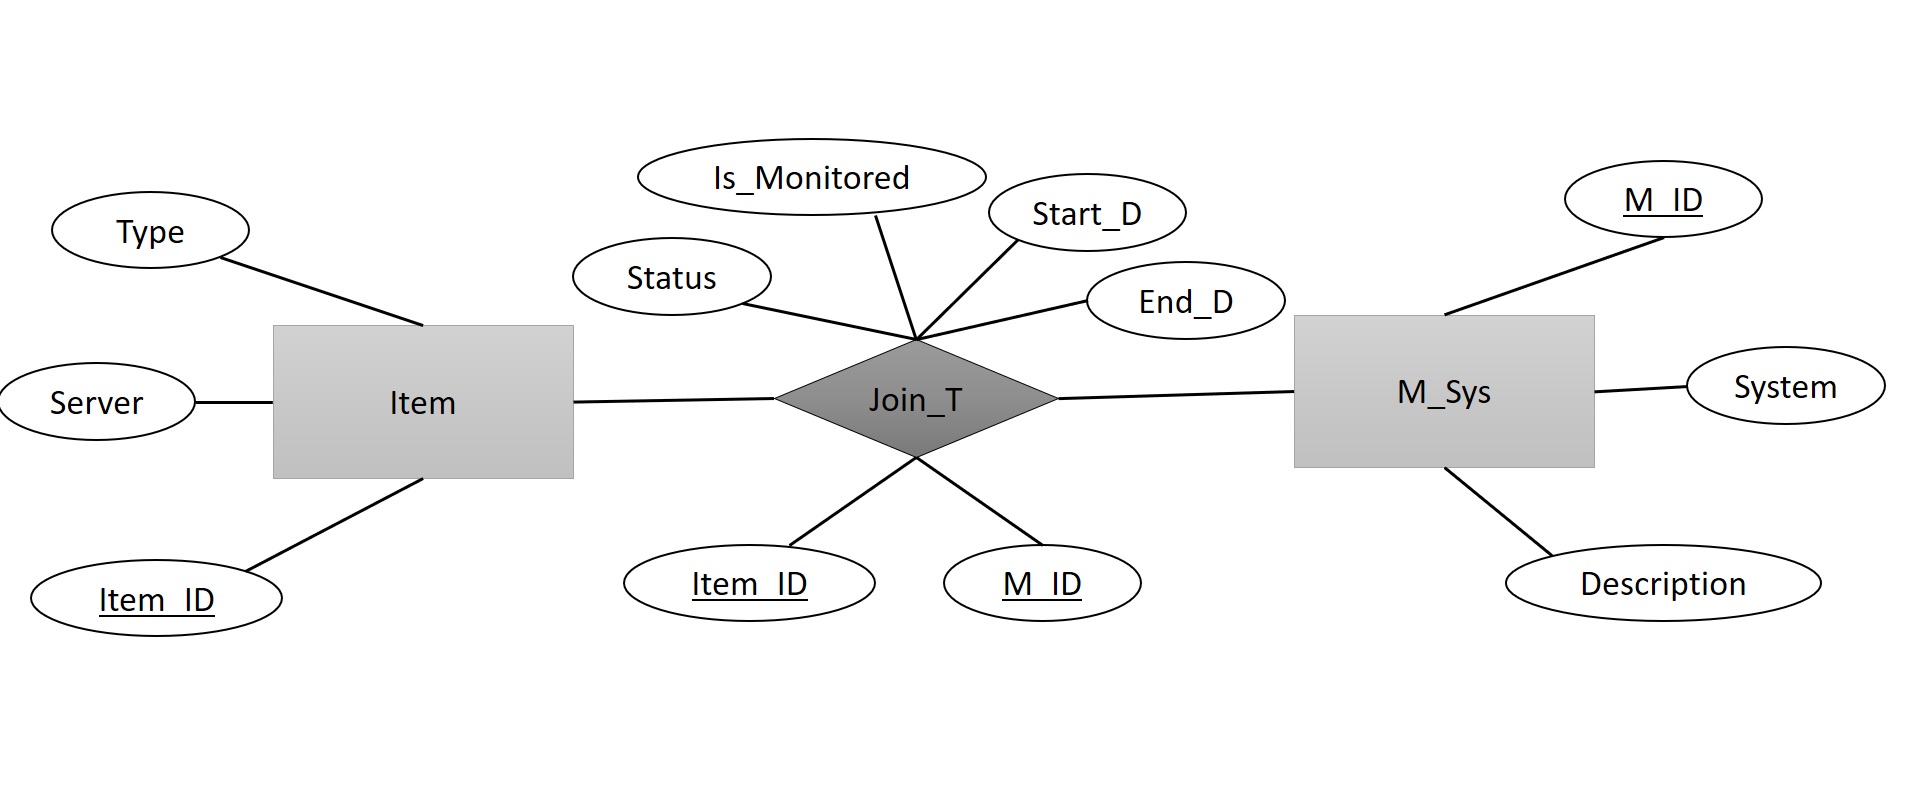 Is_Monitored
M_ID
Start_D
Type
Status
End_D
System
M_Sys
Join_T
Item
Server
Item_ID
M_ID
Description
Item_ID